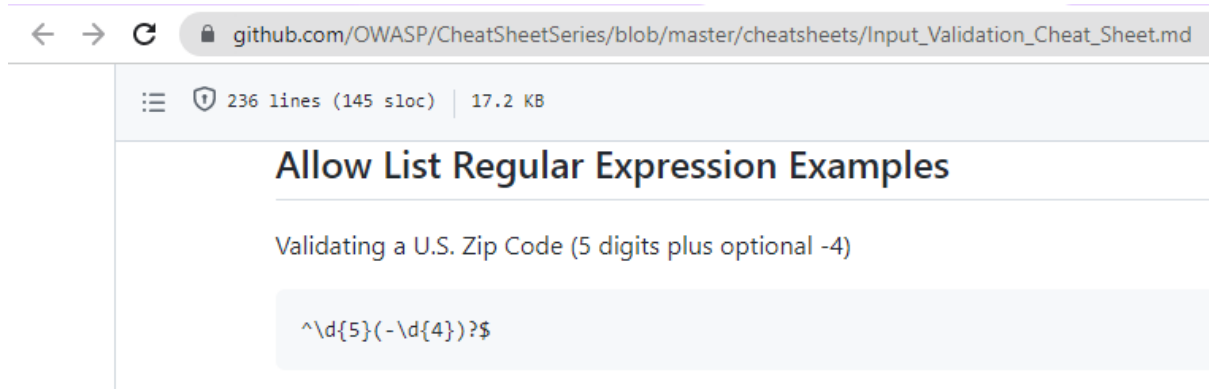 github.com/OWASP/CheatSheetSeries/blob/master/cheatsheets/Input_Validation_Cheat_Sheet.md
236 lines (145 sloc) 17.2 KB
Allow List Regular Expression Examples
Validating a U.S. Zip Code (5 digits plus optional -4)
^\d{5}(-\d{4})?$